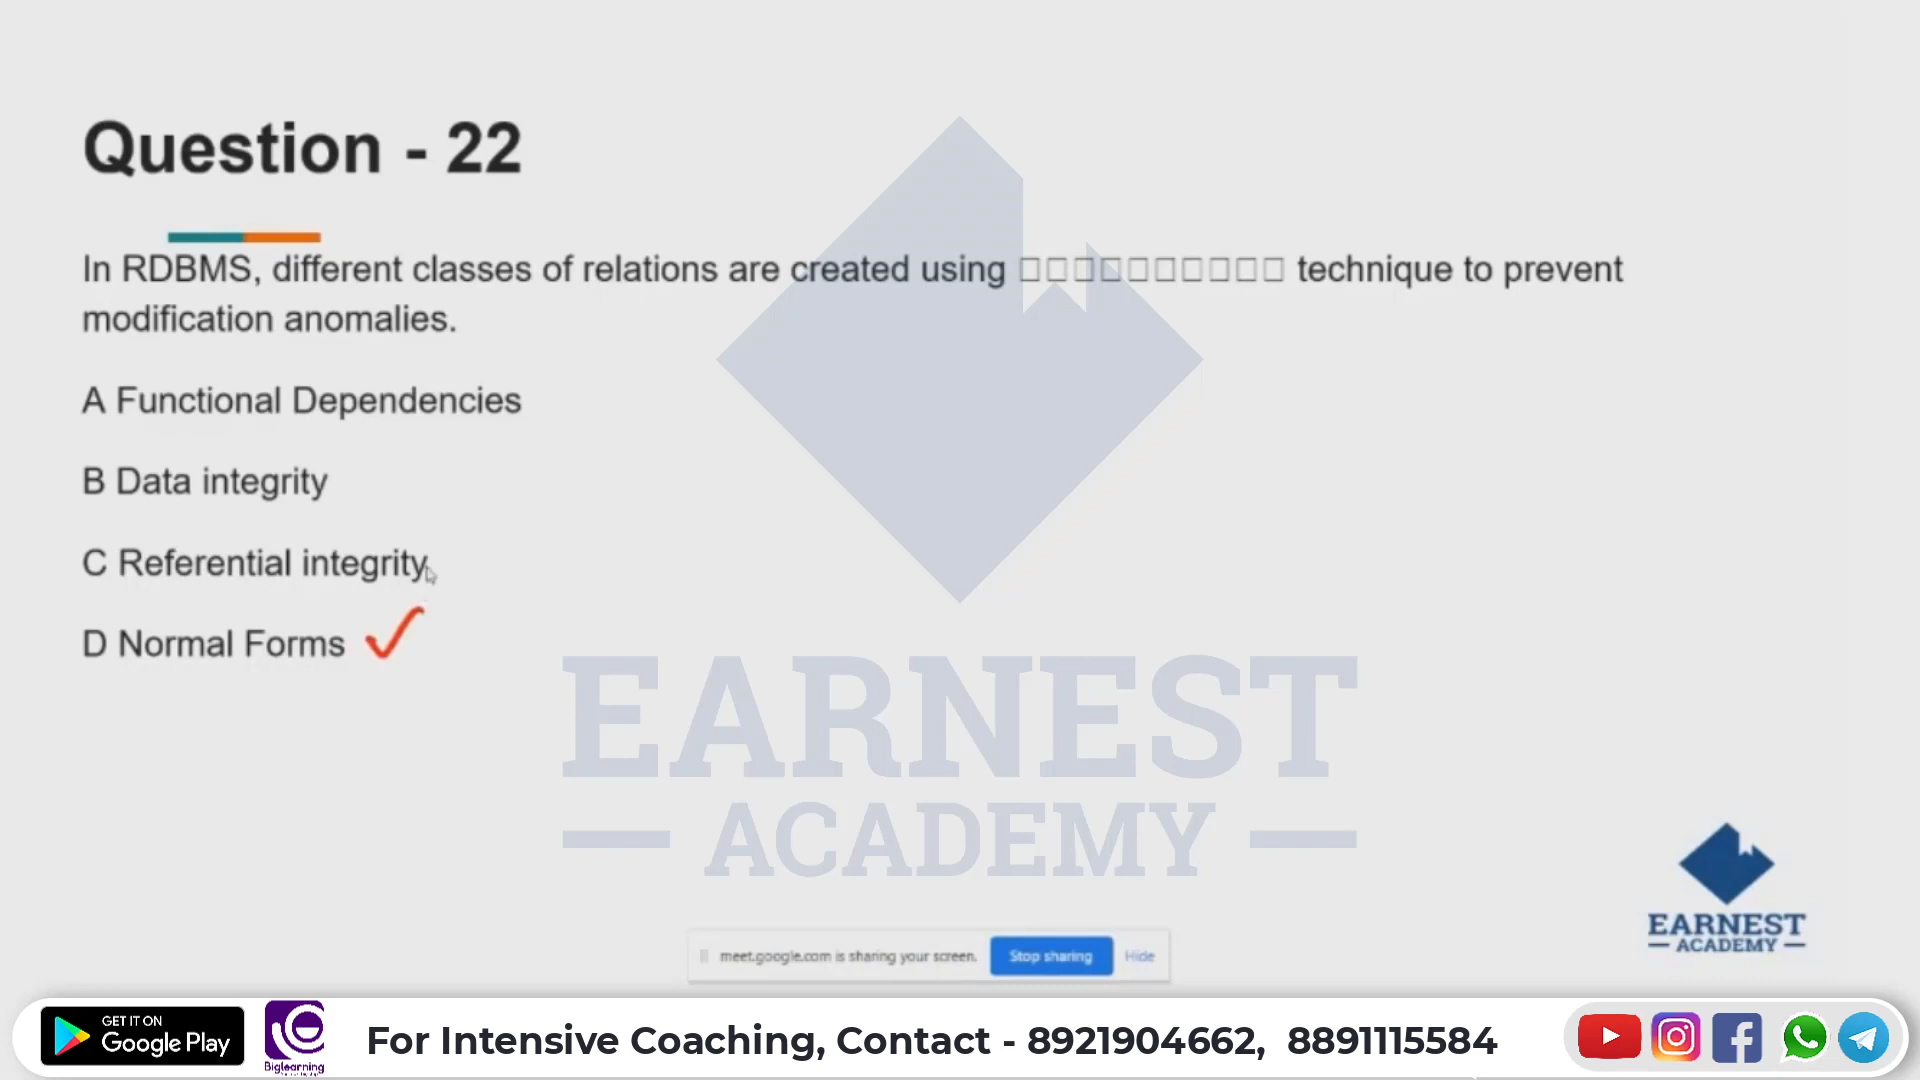 Question - 22
In RDBMS, different classes of relations are created using □□□□□□□□□□ technique to prevent
modification anomalies.
A Functional Dependencies
B Data integrity
C Referential integrity
D Normal Forms
EARNEST
ACADEMY
EARNEST
ACADEMY
meet.google.com is sharing your screen.
Stop sharing
Hide
GET IT ON
Google Play
Biglearning
For Intensive Coaching, Contact - 8921904662, 8891115584